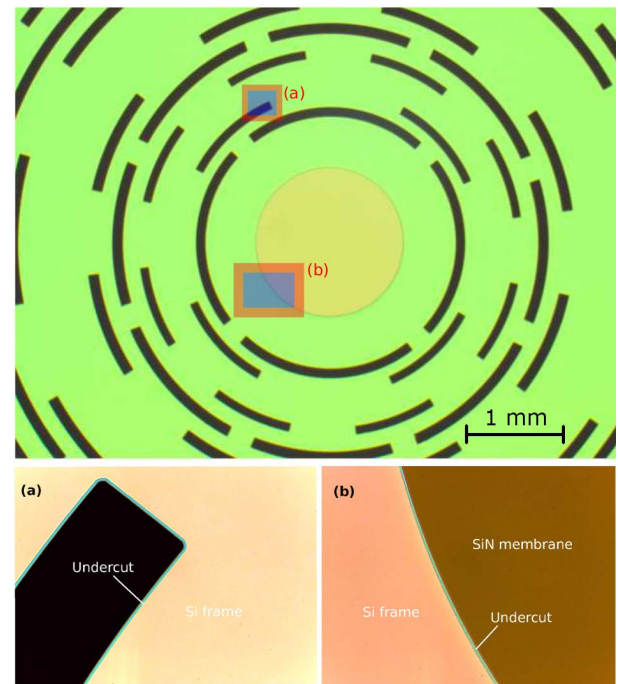 (a)
(b)
1 mm
(a)
Undercut
Si frame
(b)
SiN membrane
Si frame
Undercut